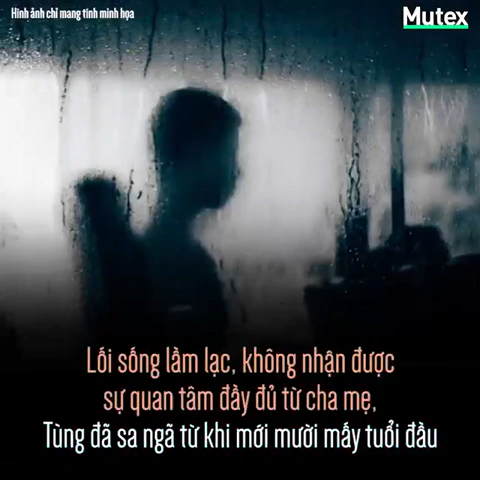 Hình ảnh chỉ mang tính minh họa
Mutex
Lối sống lầm lạc, không nhận được
sự quan tâm đầy đủ từ cha mẹ,
Tùng đã sa ngã từ khi mới mười mấy tuổi đầu